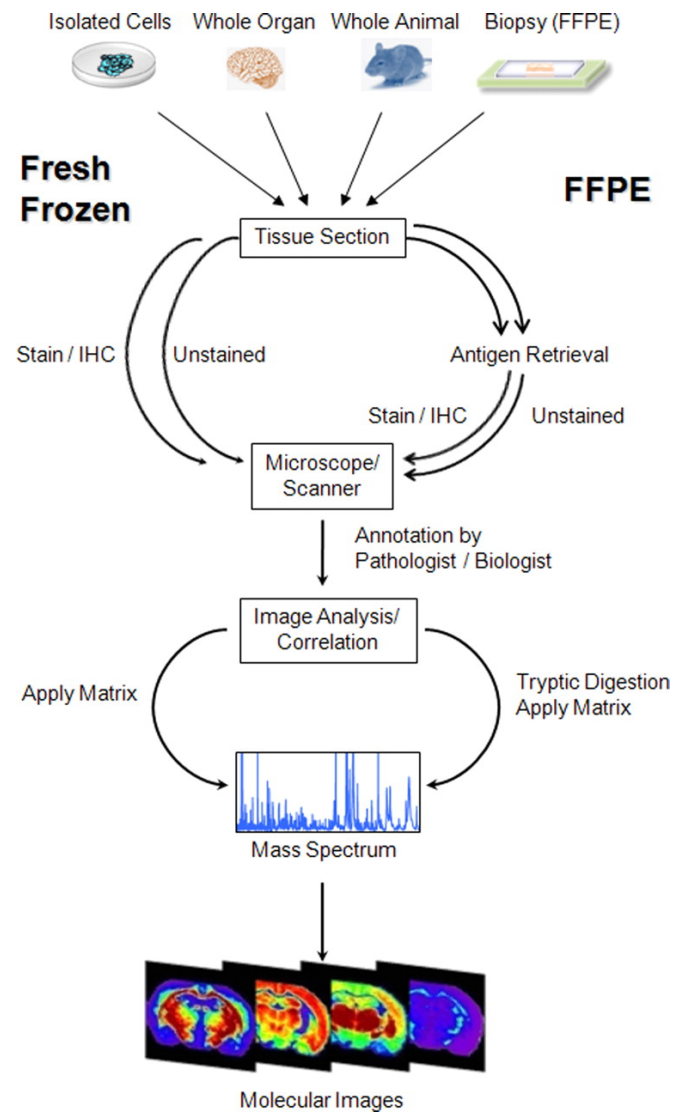 Isolated Cells Whole Organ Whole Animal Biopsy (FFPE)
Fresh
Frozen
FFPE
Tissue Section
Stain / IHC
Unstained
Antigen Retrieval
Stain / IHC
Unstained
Microscope/
Scanner
Annotation by
Pathologist / Biologist
Image Analysis/
Correlation
Apply Matrix
Tryptic Digestion
Apply Matrix
Mass Spectrum
Molecular Images